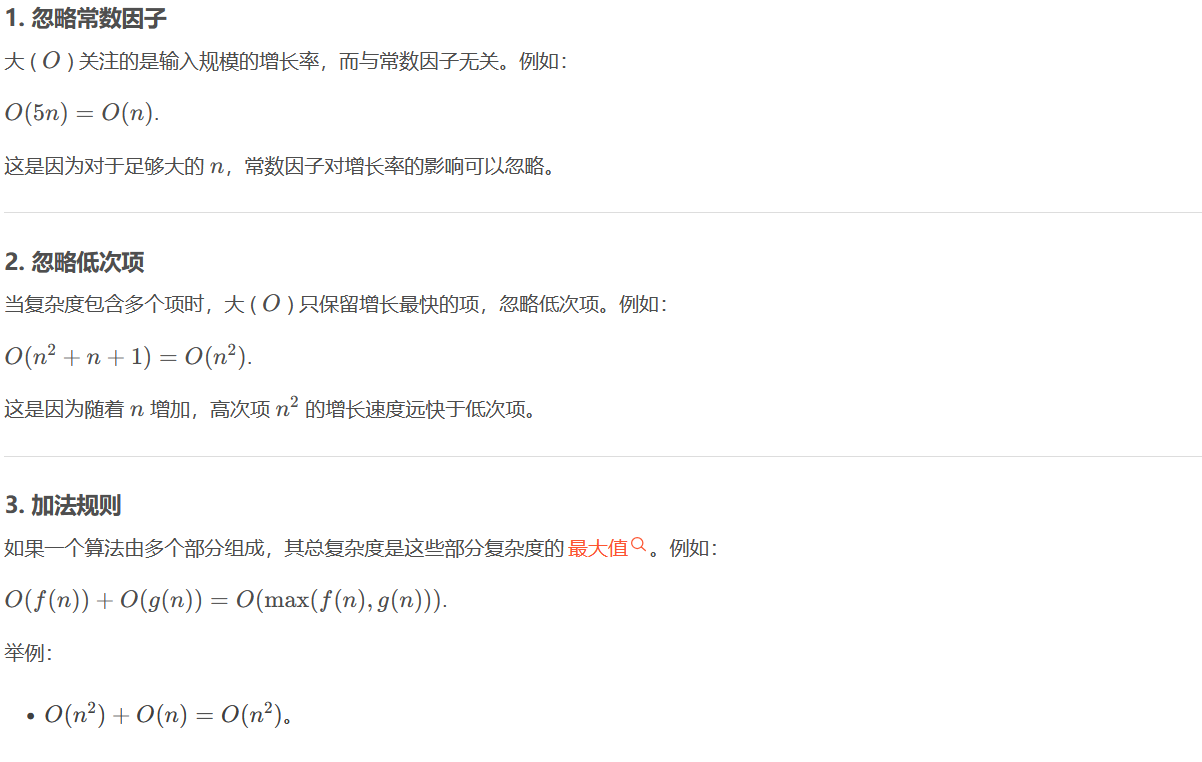 1. 忽略常数因子
大 ( O ) 关注的是输入规模的增长率，而与常数因子无关。例如：
O(5n) = O(n).
这是因为对于足够大的 n，常数因子对增长率的影响可以忽略。
2. 忽略低次项
当复杂度包含多个项时，大 ( O ) 只保留增长最快的项，忽略低次项。例如：
O(n² + n + 1) = O(n²).
这是因为随着 n 增加，高次项 n² 的增长速度远快于低次项。
3. 加法规则
如果一个算法由多个部分组成，其总复杂度是这些部分复杂度的 最大值。例如：
O(f(n)) + O(g(n)) = O(max(f(n), g(n))).
举例：
• O(n²) + O(n) = O(n²)。